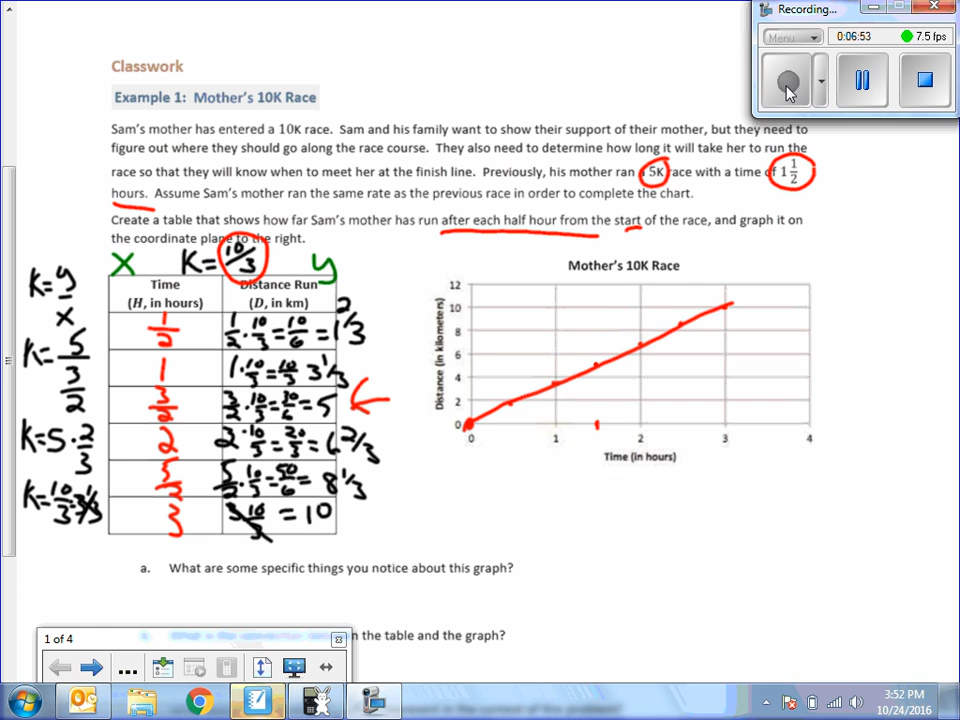 Recording...
Menu
0:06:53
7.5 fps
Classwork
Example 1: Mother's 10K Race
Sam's mother has entered a 10K race. Sam and his family want to show their support of their mother, but they need to
figure out where they should go along the race course. They also need to determine how long it will take her to run the
race so that they will know when to meet her at the finish line. Previously, his mother ran a 5K race with a time of 1 1/2
hours. Assume Sam's mother ran the same rate as the previous race in order to complete the chart.
Create a table that shows how far Sam's mother has run after each half hour from the start of the race, and graph it on
the coordinate plane to the right.
K=y/x
K=5/(3/2)
K=5·2/3
K=10/3=3 1/3
X
K=10/3
y
Time
(H, in hours)
Distance Run
(D, in km)
1/2
1/2·10/3=10/6=1 2/3
1
1·10/3=10/3 3 1/3
3/2
3/2·10/3=30/6=5
2
2·10/3=20/3=6 2/3
5/2
5/2·10/3=50/6=8 1/3
3
3·10/3=10
Mother's 10K Race
Distance (in kilometers)
12
10
8
6
4
2
0
0 1 2 3 4
Time (in hours)
a. What are some specific things you notice about this graph?
n the table and the graph?
1 of 4
3:52 PM
10/24/2016